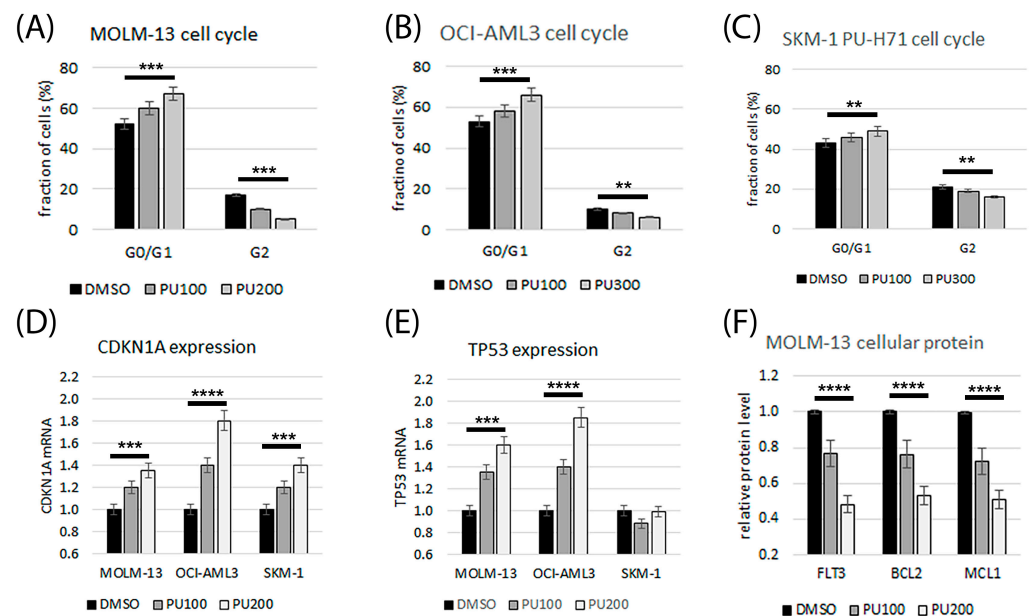 (A)
MOLM-13 cell cycle
fraction of cells (%)
80
60
40
20
0
***
***
G0/G1 G2
DMSO PU100 PU200
(B)
OCI-AML3 cell cycle
fraction of cells (%)
80
60
40
20
0
***
**
G0/G1 G2
DMSO PU100 PU300
(C)
SKM-1 PU-H71 cell cycle
fraction of cells (%)
80
60
40
20
0
**
**
G0/G1 G2
DMSO PU100 PU300
(D)
CDKN1A expression
CDKN1A mRNA
2.2
2.0
1.8
1.6
1.4
1.2
1.0
0.8
0.6
***
****
***
MOLM-13 OCI-AML3 SKM-1
DMSO PU100 PU200
(E)
TP53 expression
TP53 mRNA
2.2
2.0
1.8
1.6
1.4
1.2
1.0
0.8
0.6
***
****
MOLM-13 OCI-AML3 SKM-1
DMSO PU100 PU200
(F)
MOLM-13 cellular protein
relative protein level
1.2
1.0
0.8
0.6
0.4
0.2
****
****
****
FLT3 BCL2 MCL1
DMSO PU100 PU200